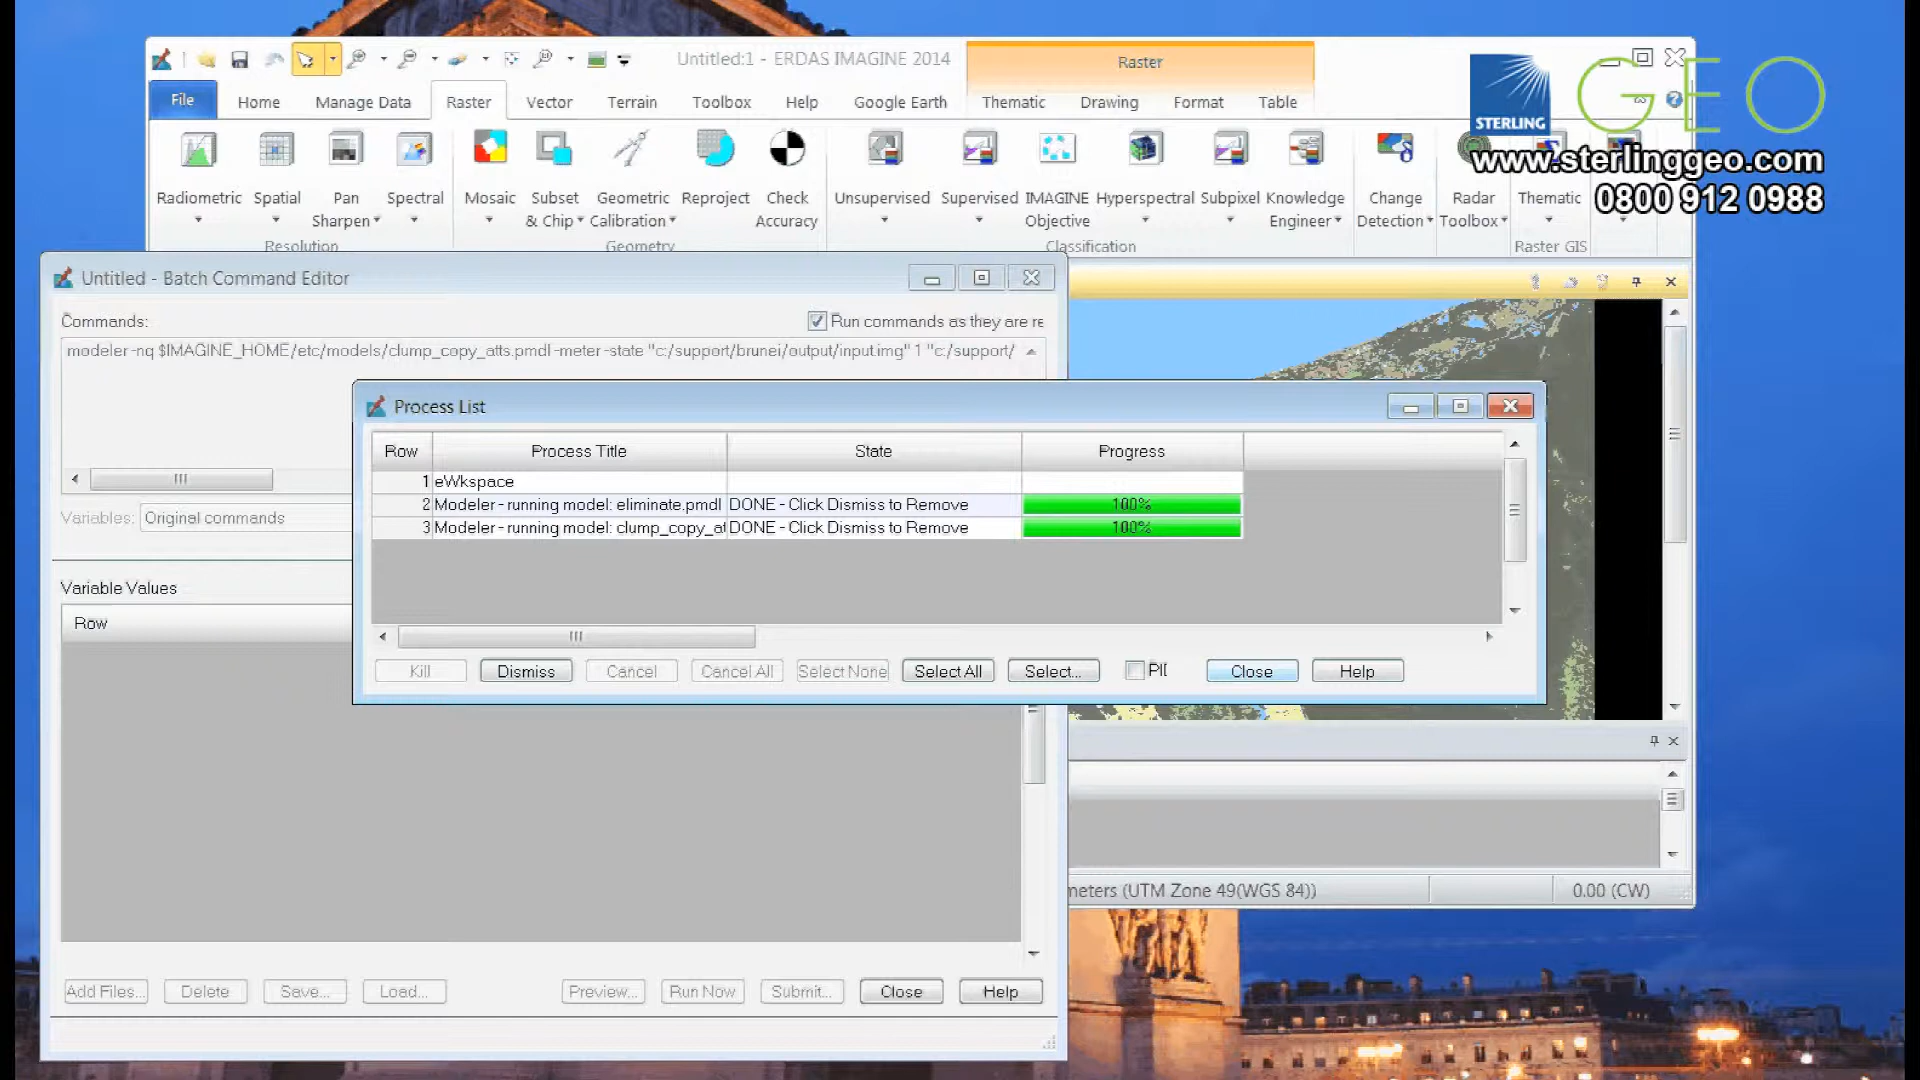 Untitled:1 - ERDAS IMAGINE 2014
Raster
File Home Manage Data Raster Vector Terrain Toolbox Help Google Earth Thematic Drawing Format Table
STERLING
GEO
www.sterlinggeo.com
0800 912 0988
Radiometric Spatial Pan Sharpen Spectral
Mosaic Subset & Chip Geometric Calibration Reproject Check Accuracy
Unsupervised Supervised IMAGINE Objective Hyperspectral Subpixel Knowledge Engineer
Change Detection Radar Toolbox Thematic
Resolution Geometry Classification Raster GIS
Untitled - Batch Command Editor
Commands: Run commands as they are re
modeler -nq $IMAGINE_HOME/etc/models/clump_copy_atts.pmdl -meter -state "c:/support/brunei/output/input.img" 1 "c:/support/
Variables: Original commands
Variable Values
Row
Process List
Row Process Title State Progress
1 eWkspace
2 Modeler - running model: eliminate.pmdl DONE - Click Dismiss to Remove 100%
3 Modeler - running model: clump_copy_at DONE - Click Dismiss to Remove 100%
Kill Dismiss Cancel Cancel All Select None Select All Select... Close Help
meters (UTM Zone 49(WGS 84)) 0.00 (CW)
Add Files... Delete Save... Load... Preview... Run Now Submit... Close Help